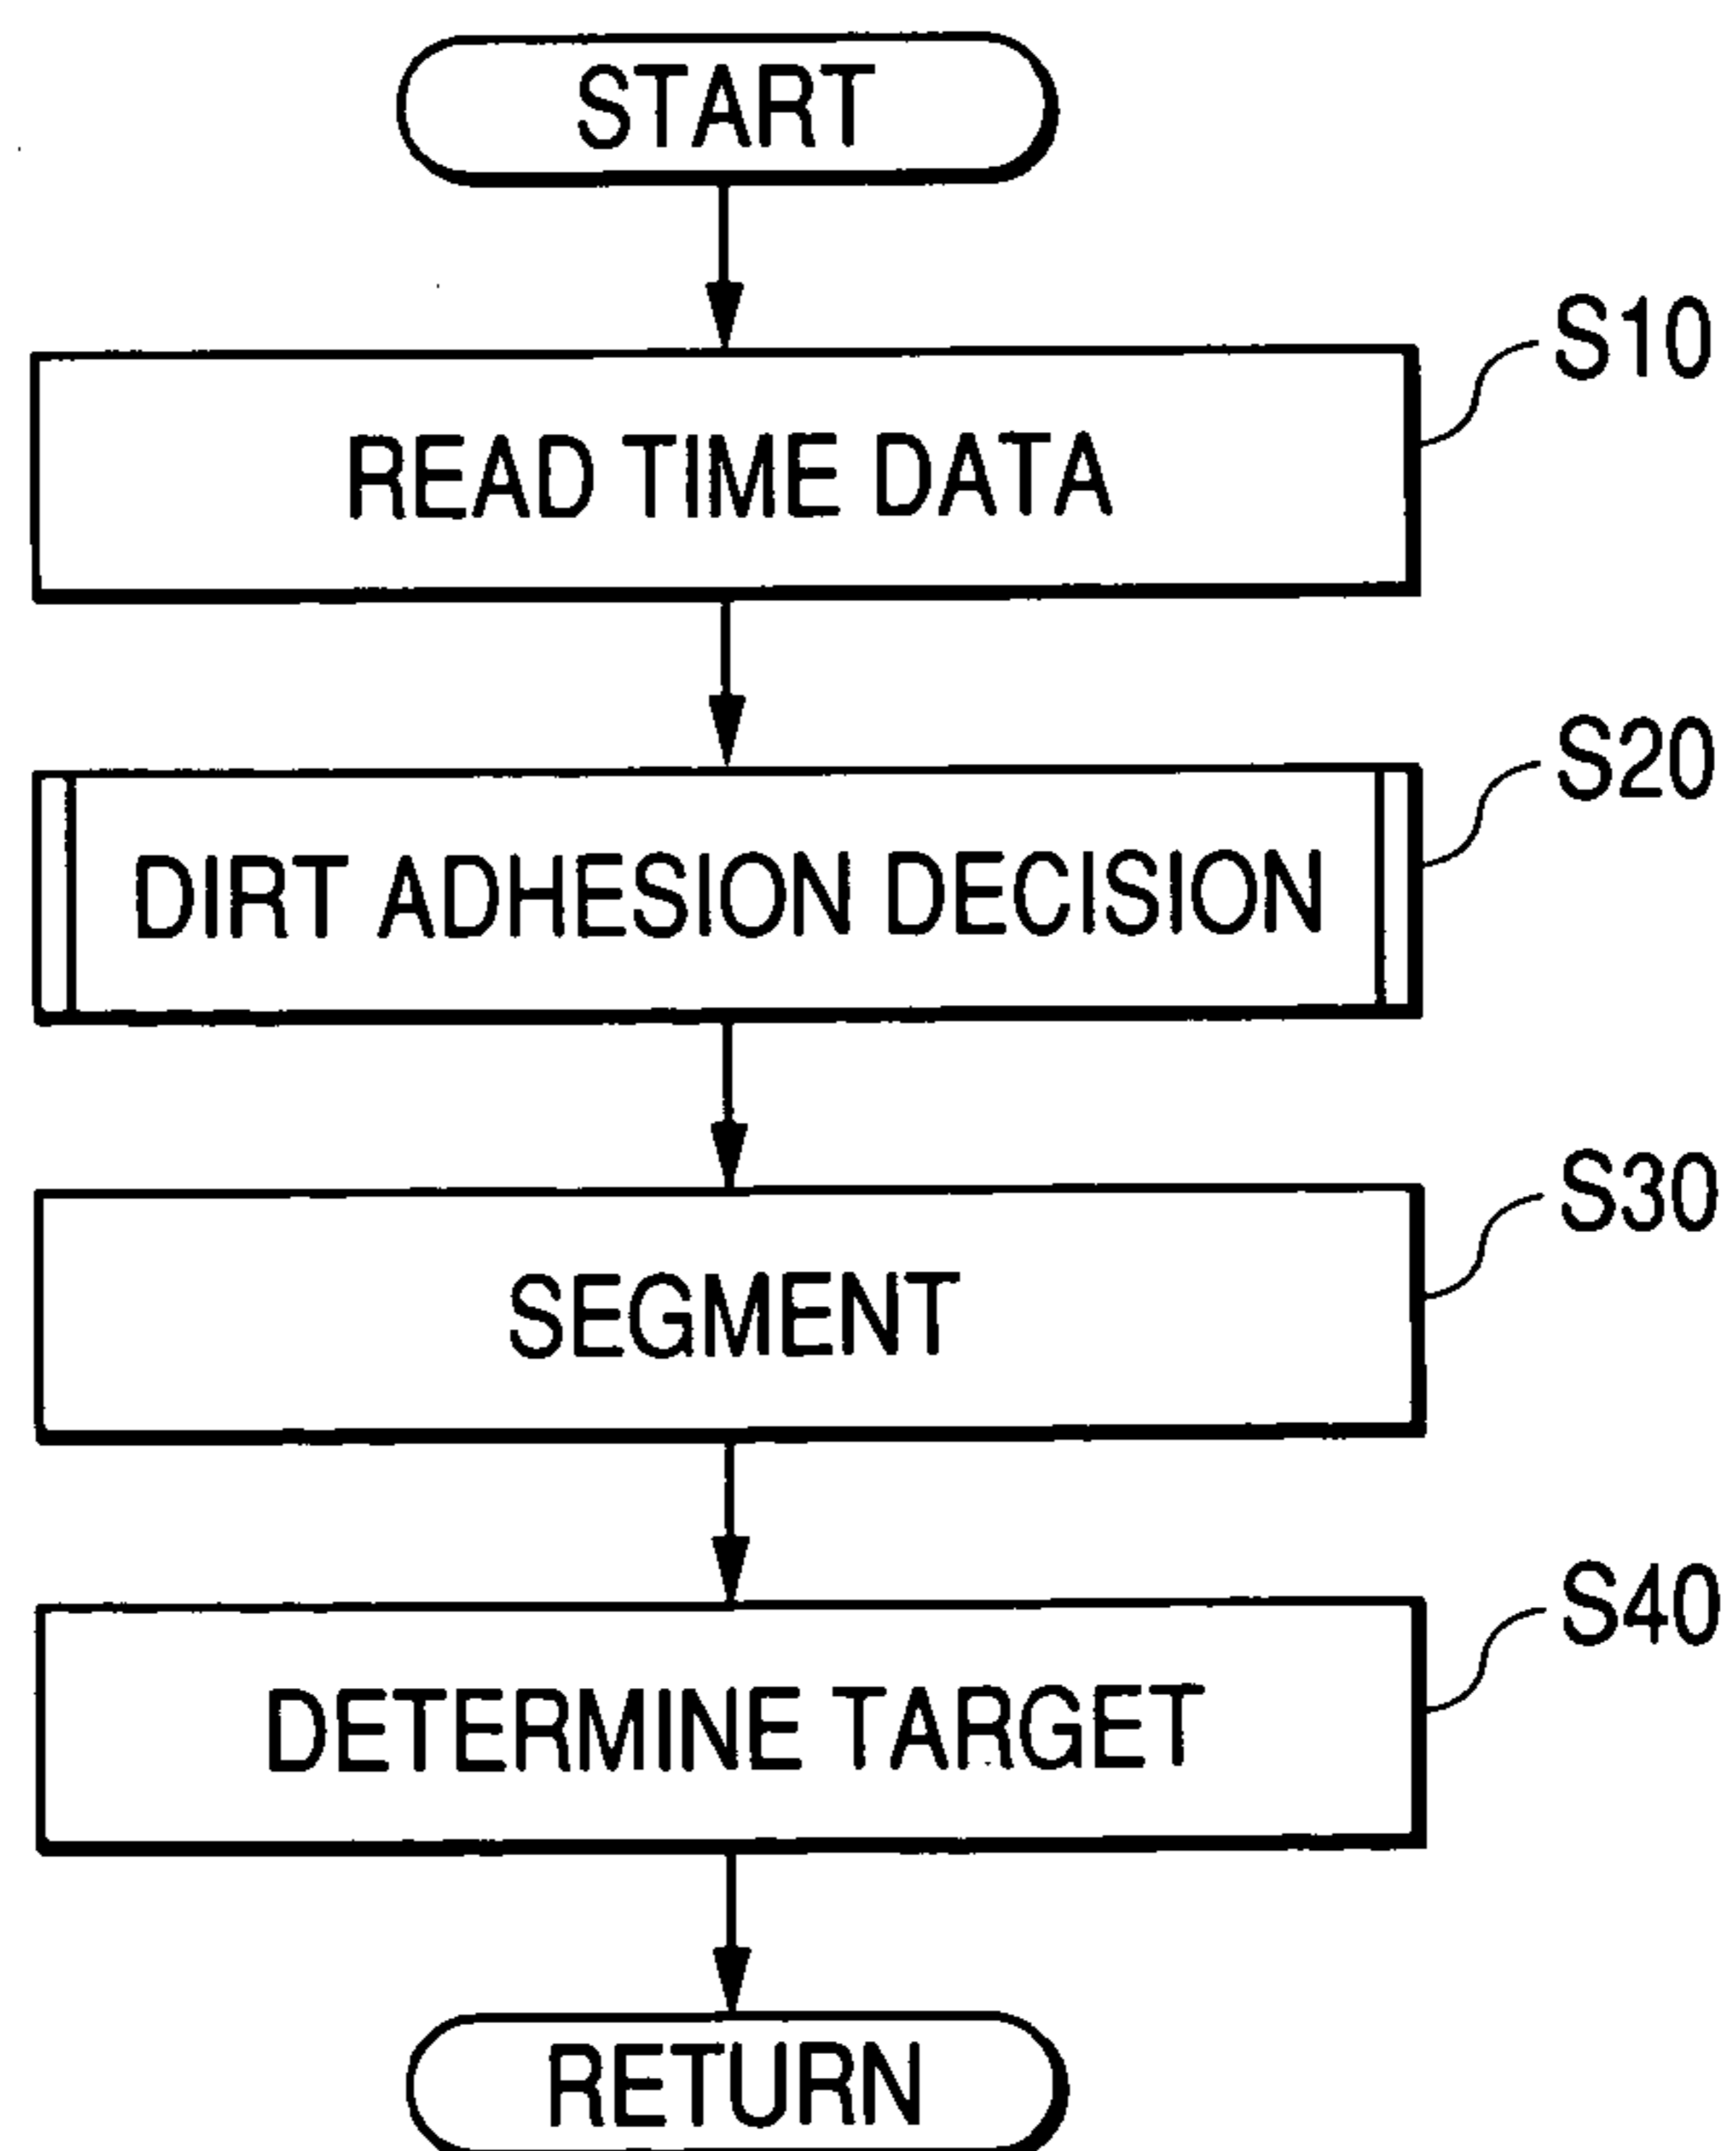 START
S10
READ TIME DATA
S20
DIRT ADHESION DECISION
S30
SEGMENT
S40
DETERMINE TARGET
RETURN